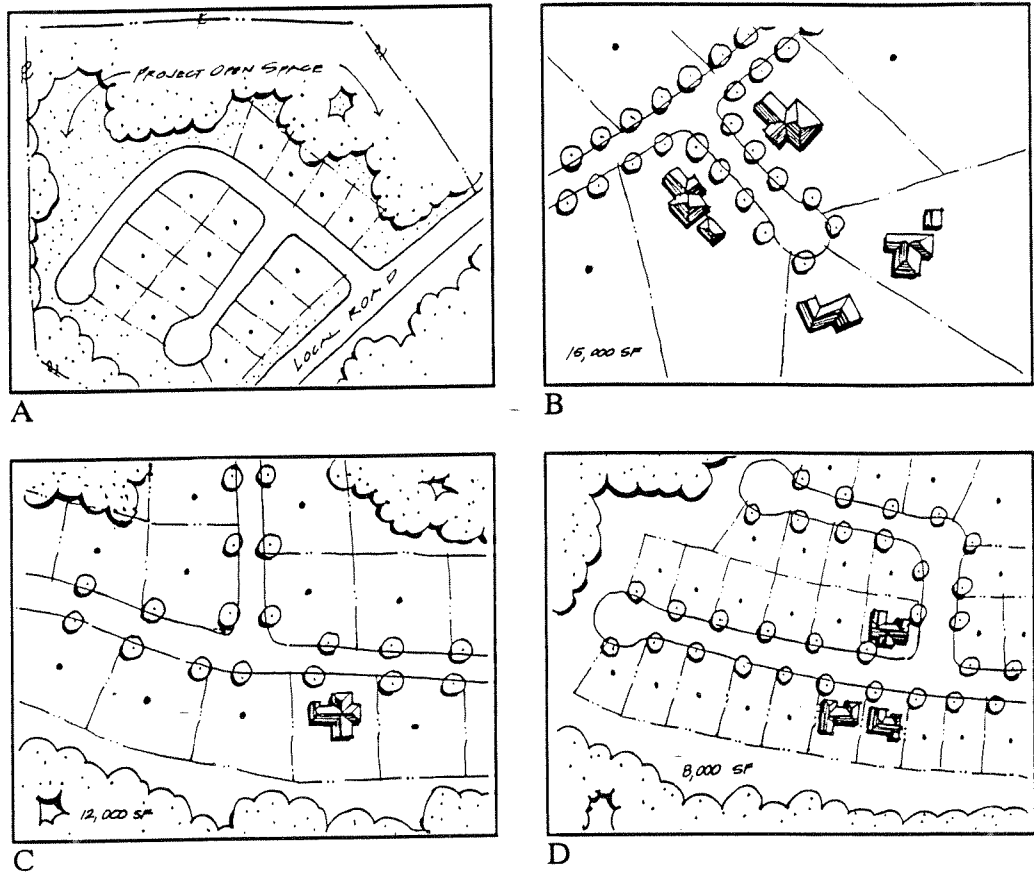 PROJECT OPEN SPACE
LOCAL ROAD
A
15,000 SF
B
12,000 SF
C
8,000 SF
D